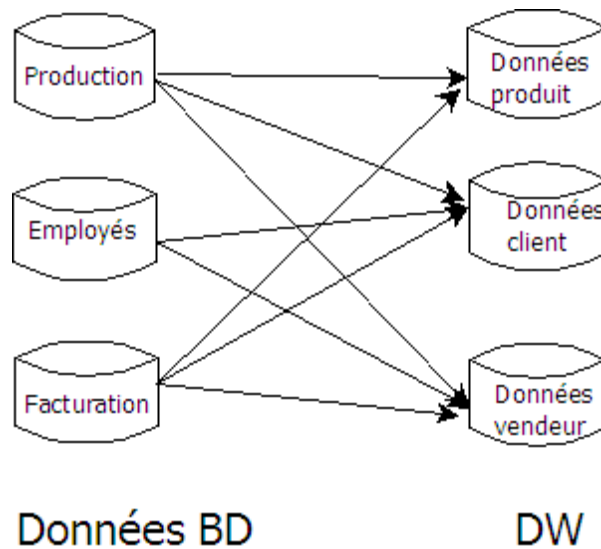 Production
Données
produit
Employés
Données
client
Facturation
Données
vendeur
Données BD
DW